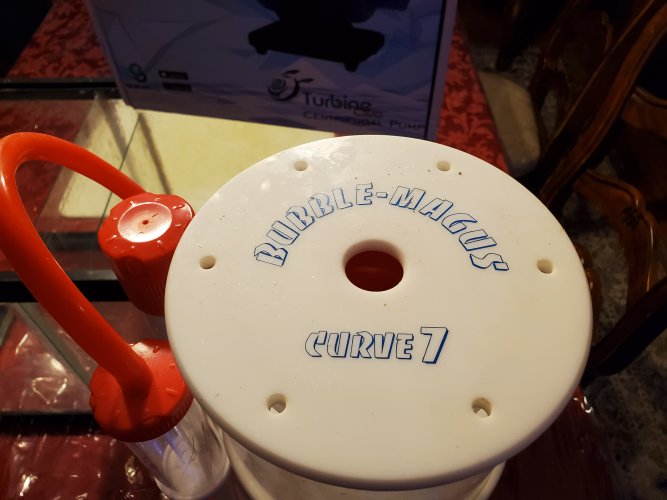 Turbine
CENTRIFUGAL PUMP
BUBBLE-MAGUS
CURVE 7